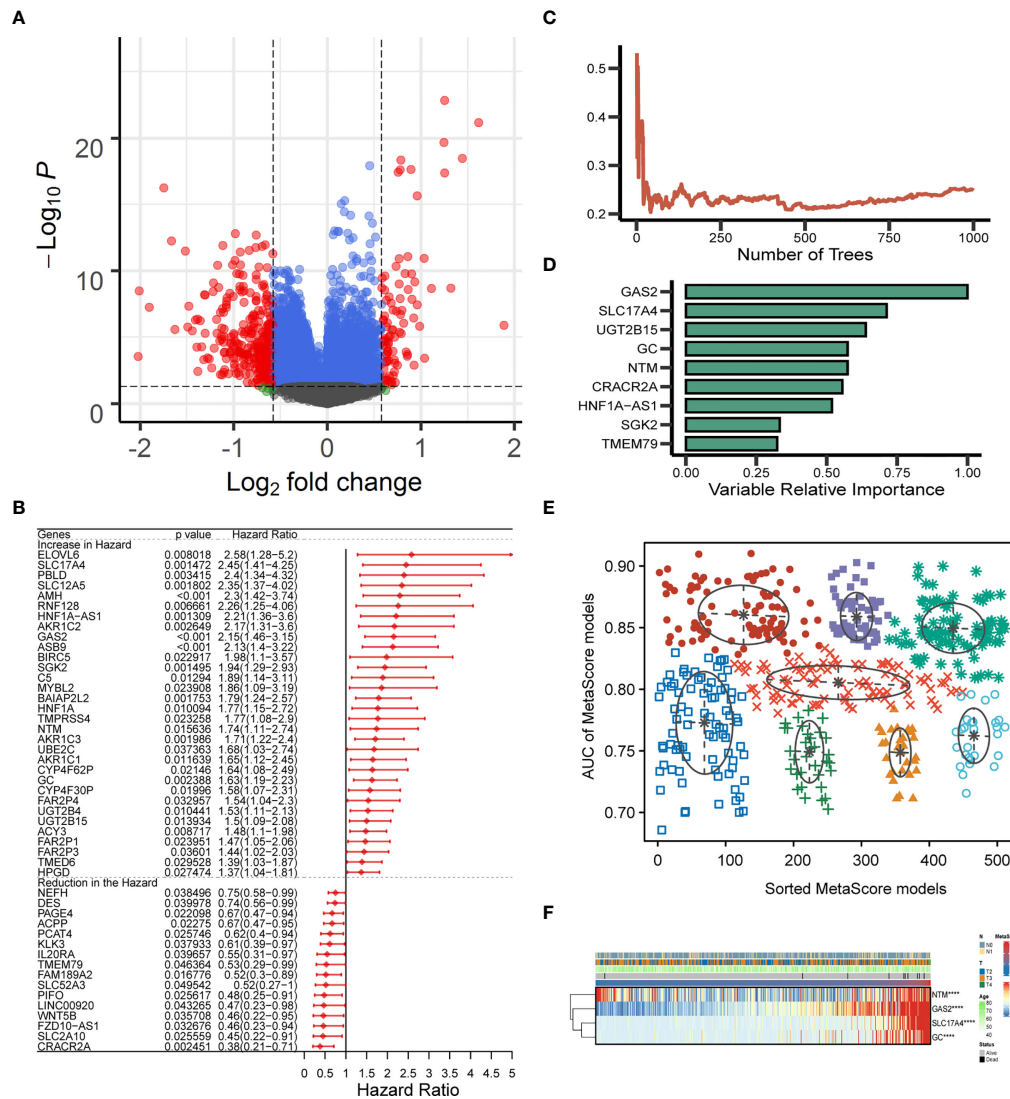 A
−Log10 P
20
10
0
-2
-1
0
1
2
Log2 fold change
C
0.5
0.4
0.3
0.2
0
250
500
750
1000
Number of Trees
D
GAS2
SLC17A4
UGT2B15
GC
NTM
CRACR2A
HNF1A−AS1
SGK2
TMEM79
0.00
0.25
0.50
0.75
1.00
Variable Relative Importance
B
Genes p value Hazard Ratio
Increase in Hazard
ELOVL6 0.008018 2.58(1.28−5.2)
SLC17A4 0.001472 2.45(1.41−4.25)
PBLD 0.003415 2.4(1.34−4.32)
SLC12A5 0.001802 2.35(1.37−4.02)
AMH <0.001 2.3(1.42−3.74)
RNF128 0.006661 2.26(1.25−4.06)
HNF1A−AS1 0.001309 2.21(1.36−3.6)
AKR1C2 0.002649 2.17(1.31−3.6)
GAS2 <0.001 2.15(1.46−3.15)
ASB9 <0.001 2.13(1.4−3.22)
BIRC5 0.022917 1.98(1.1−3.57)
SGK2 0.001495 1.94(1.29−2.93)
C5 0.01294 1.89(1.14−3.11)
MYBL2 0.023908 1.86(1.09−3.19)
BAIAP2L2 0.001753 1.79(1.24−2.57)
HNF1A 0.010094 1.77(1.15−2.72)
TMPRSS4 0.023258 1.77(1.08−2.9)
NTM 0.015636 1.74(1.11−2.74)
AKR1C3 0.001986 1.71(1.22−2.4)
UBE2C 0.037363 1.68(1.03−2.74)
AKR1C1 0.011639 1.65(1.12−2.45)
CYP4F62P 0.02146 1.64(1.08−2.49)
GC 0.002388 1.63(1.19−2.23)
CYP4F30P 0.01996 1.58(1.07−2.31)
FAR2P4 0.032957 1.54(1.04−2.3)
UGT2B4 0.010441 1.53(1.11−2.13)
UGT2B15 0.013934 1.5(1.09−2.08)
ACY3 0.008717 1.48(1.1−1.98)
FAR2P1 0.023951 1.47(1.05−2.06)
FAR2P3 0.03601 1.44(1.02−2.03)
TMED6 0.029528 1.39(1.03−1.87)
HPGD 0.027474 1.37(1.04−1.81)
Reduction in the Hazard
NEFH 0.038496 0.75(0.58−0.99)
DES 0.039978 0.74(0.56−0.99)
PAGE4 0.022098 0.67(0.47−0.94)
ACPP 0.02275 0.67(0.47−0.95)
PCAT4 0.025746 0.62(0.4−0.94)
KLK3 0.037933 0.61(0.39−0.97)
IL20RA 0.039657 0.55(0.31−0.97)
TMEM79 0.046364 0.53(0.29−0.99)
FAM189A2 0.016776 0.52(0.3−0.89)
SLC52A3 0.049542 0.52(0.27−1)
PIFO 0.025617 0.48(0.25−0.91)
LINC00920 0.043265 0.47(0.23−0.98)
WNT5B 0.035708 0.46(0.22−0.95)
FZD10−AS1 0.032676 0.46(0.23−0.94)
SLC2A10 0.025559 0.45(0.22−0.91)
CRACR2A 0.002451 0.38(0.21−0.71)
0 0.5 1 1.5 2 2.5 3 3.5 4 4.5 5
Hazard Ratio
E
AUC of MetaScore models
0.90
0.85
0.80
0.75
0.70
0 100 200 300 400 500
Sorted MetaScore models
F
NTM****
GAS2****
SLC17A4****
GC****
N
N0
N1
T
T2
T3
T4
Age
80
70
60
50
40
Status
Alive
Dead
MetaS